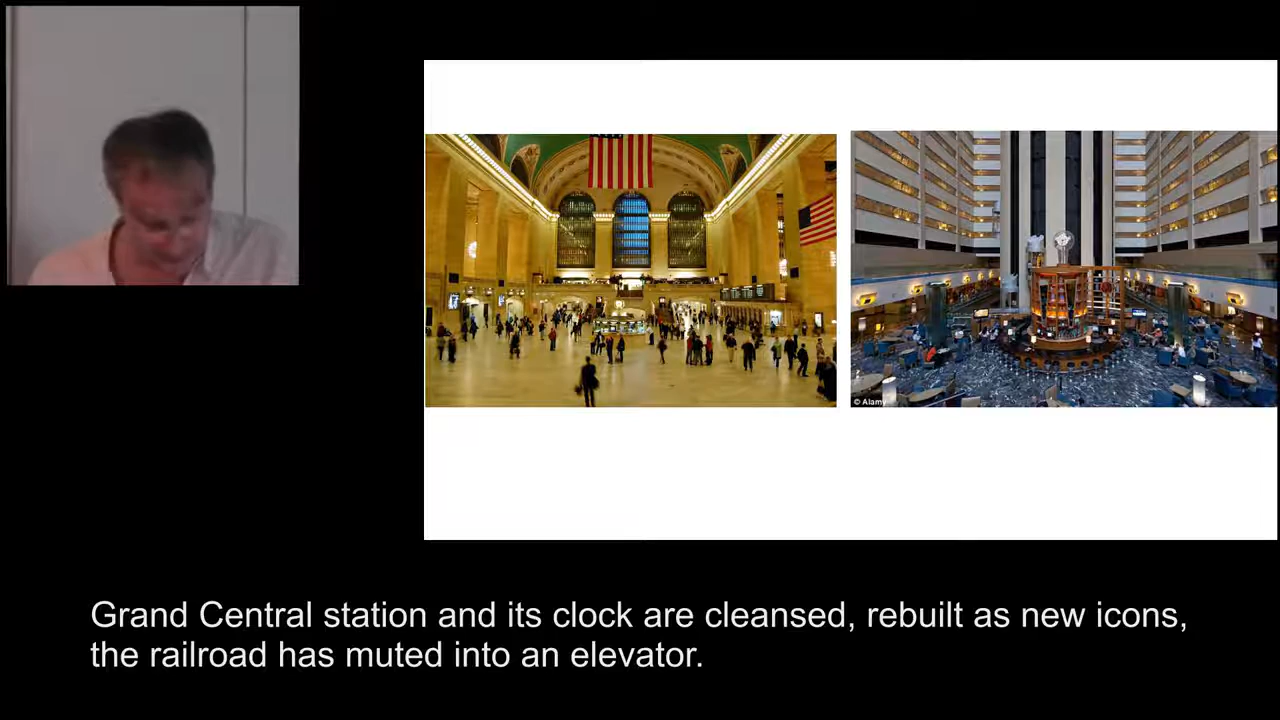 © Alamy
Grand Central station and its clock are cleansed, rebuilt as new icons,
the railroad has muted into an elevator.